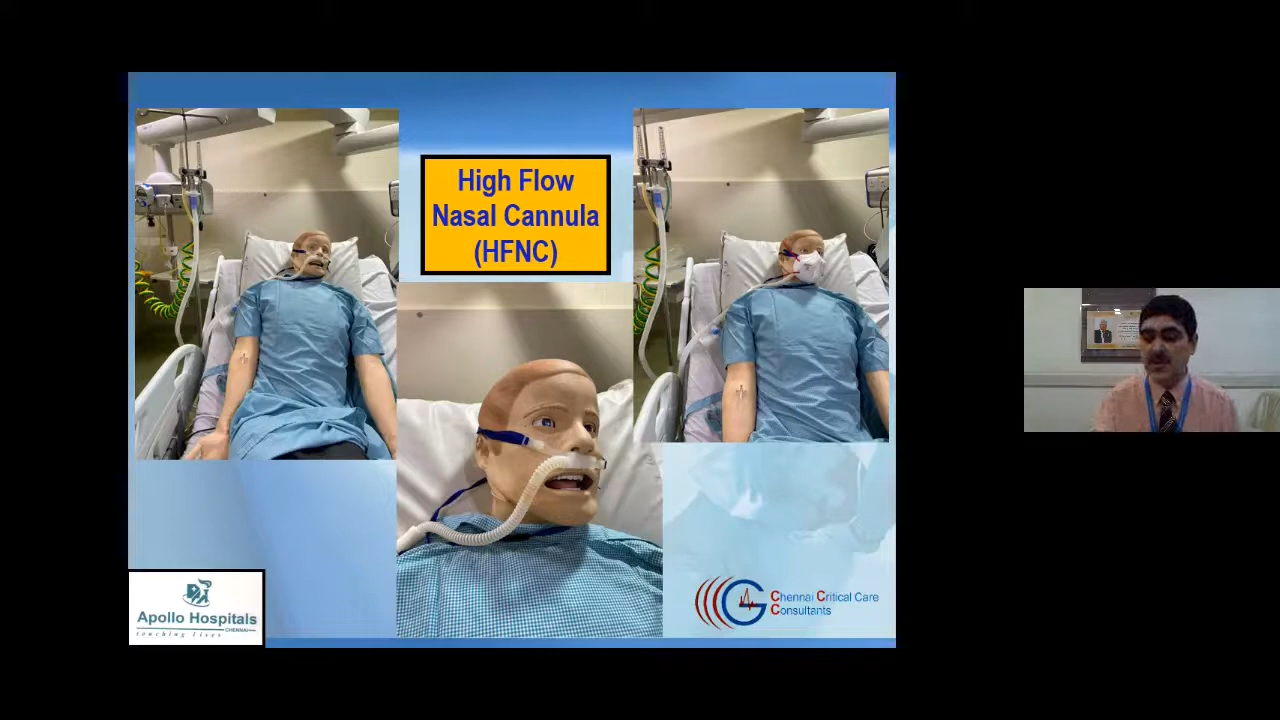 High Flow
Nasal Cannula
(HFNC)
Apollo Hospitals
CHENNAI
touching lives
Chennai Critical Care
Consultants